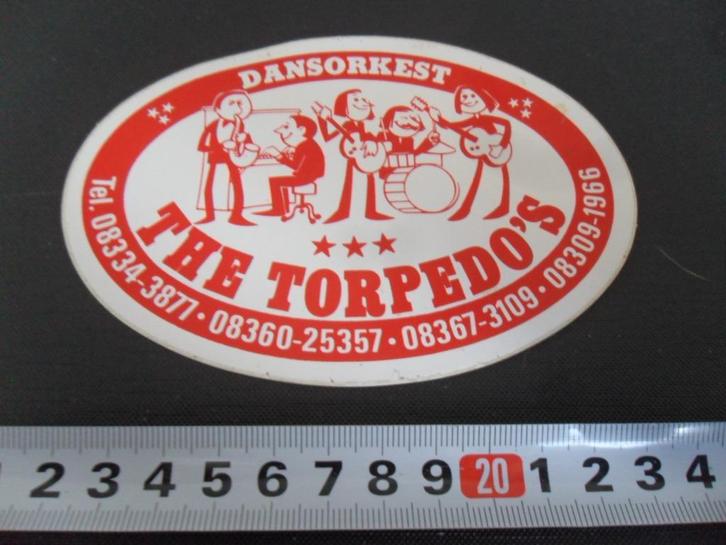 DANSORKEST
THE TORPEDO'S
Tel. 08334-3877 • 08360-25357 • 08367-3109 • 08309-1966
1 2 3 4 5 6 7 8 9 20 1 2 3 4